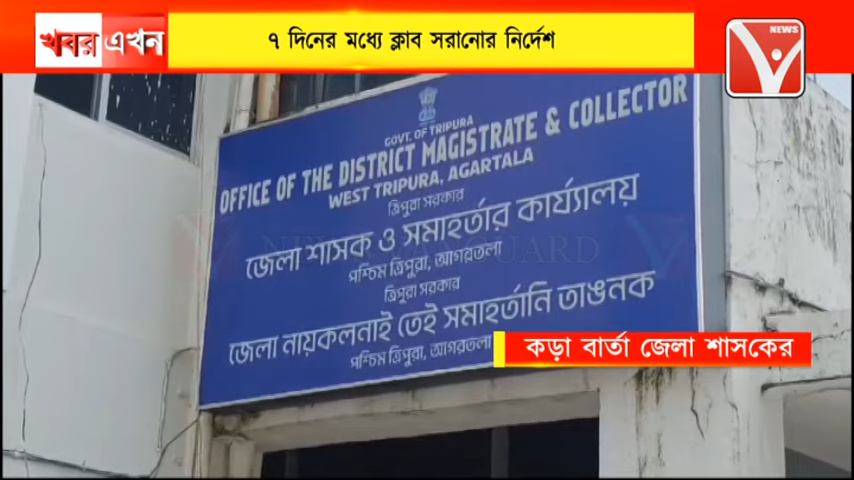 খবর এখন
৭ দিনের মধ্যে ক্লাব সরানোর নির্দেশ
NEWS
GOVT. OF TRIPURA
OFFICE OF THE DISTRICT MAGISTRATE & COLLECTOR
WEST TRIPURA, AGARTALA
ত্রিপুরা সরকার
জেলা শাসক ও সমাহর্তার কার্য্যালয়
পশ্চিম ত্রিপুরা, আগরতলা
ত্রিপুরা সরকার
জেলা নায়কলনাই তেই সমাহর্তানি তাঙনক
পশ্চিম ত্রিপুরা, আগরতলা
কড়া বার্তা জেলা শাসকের